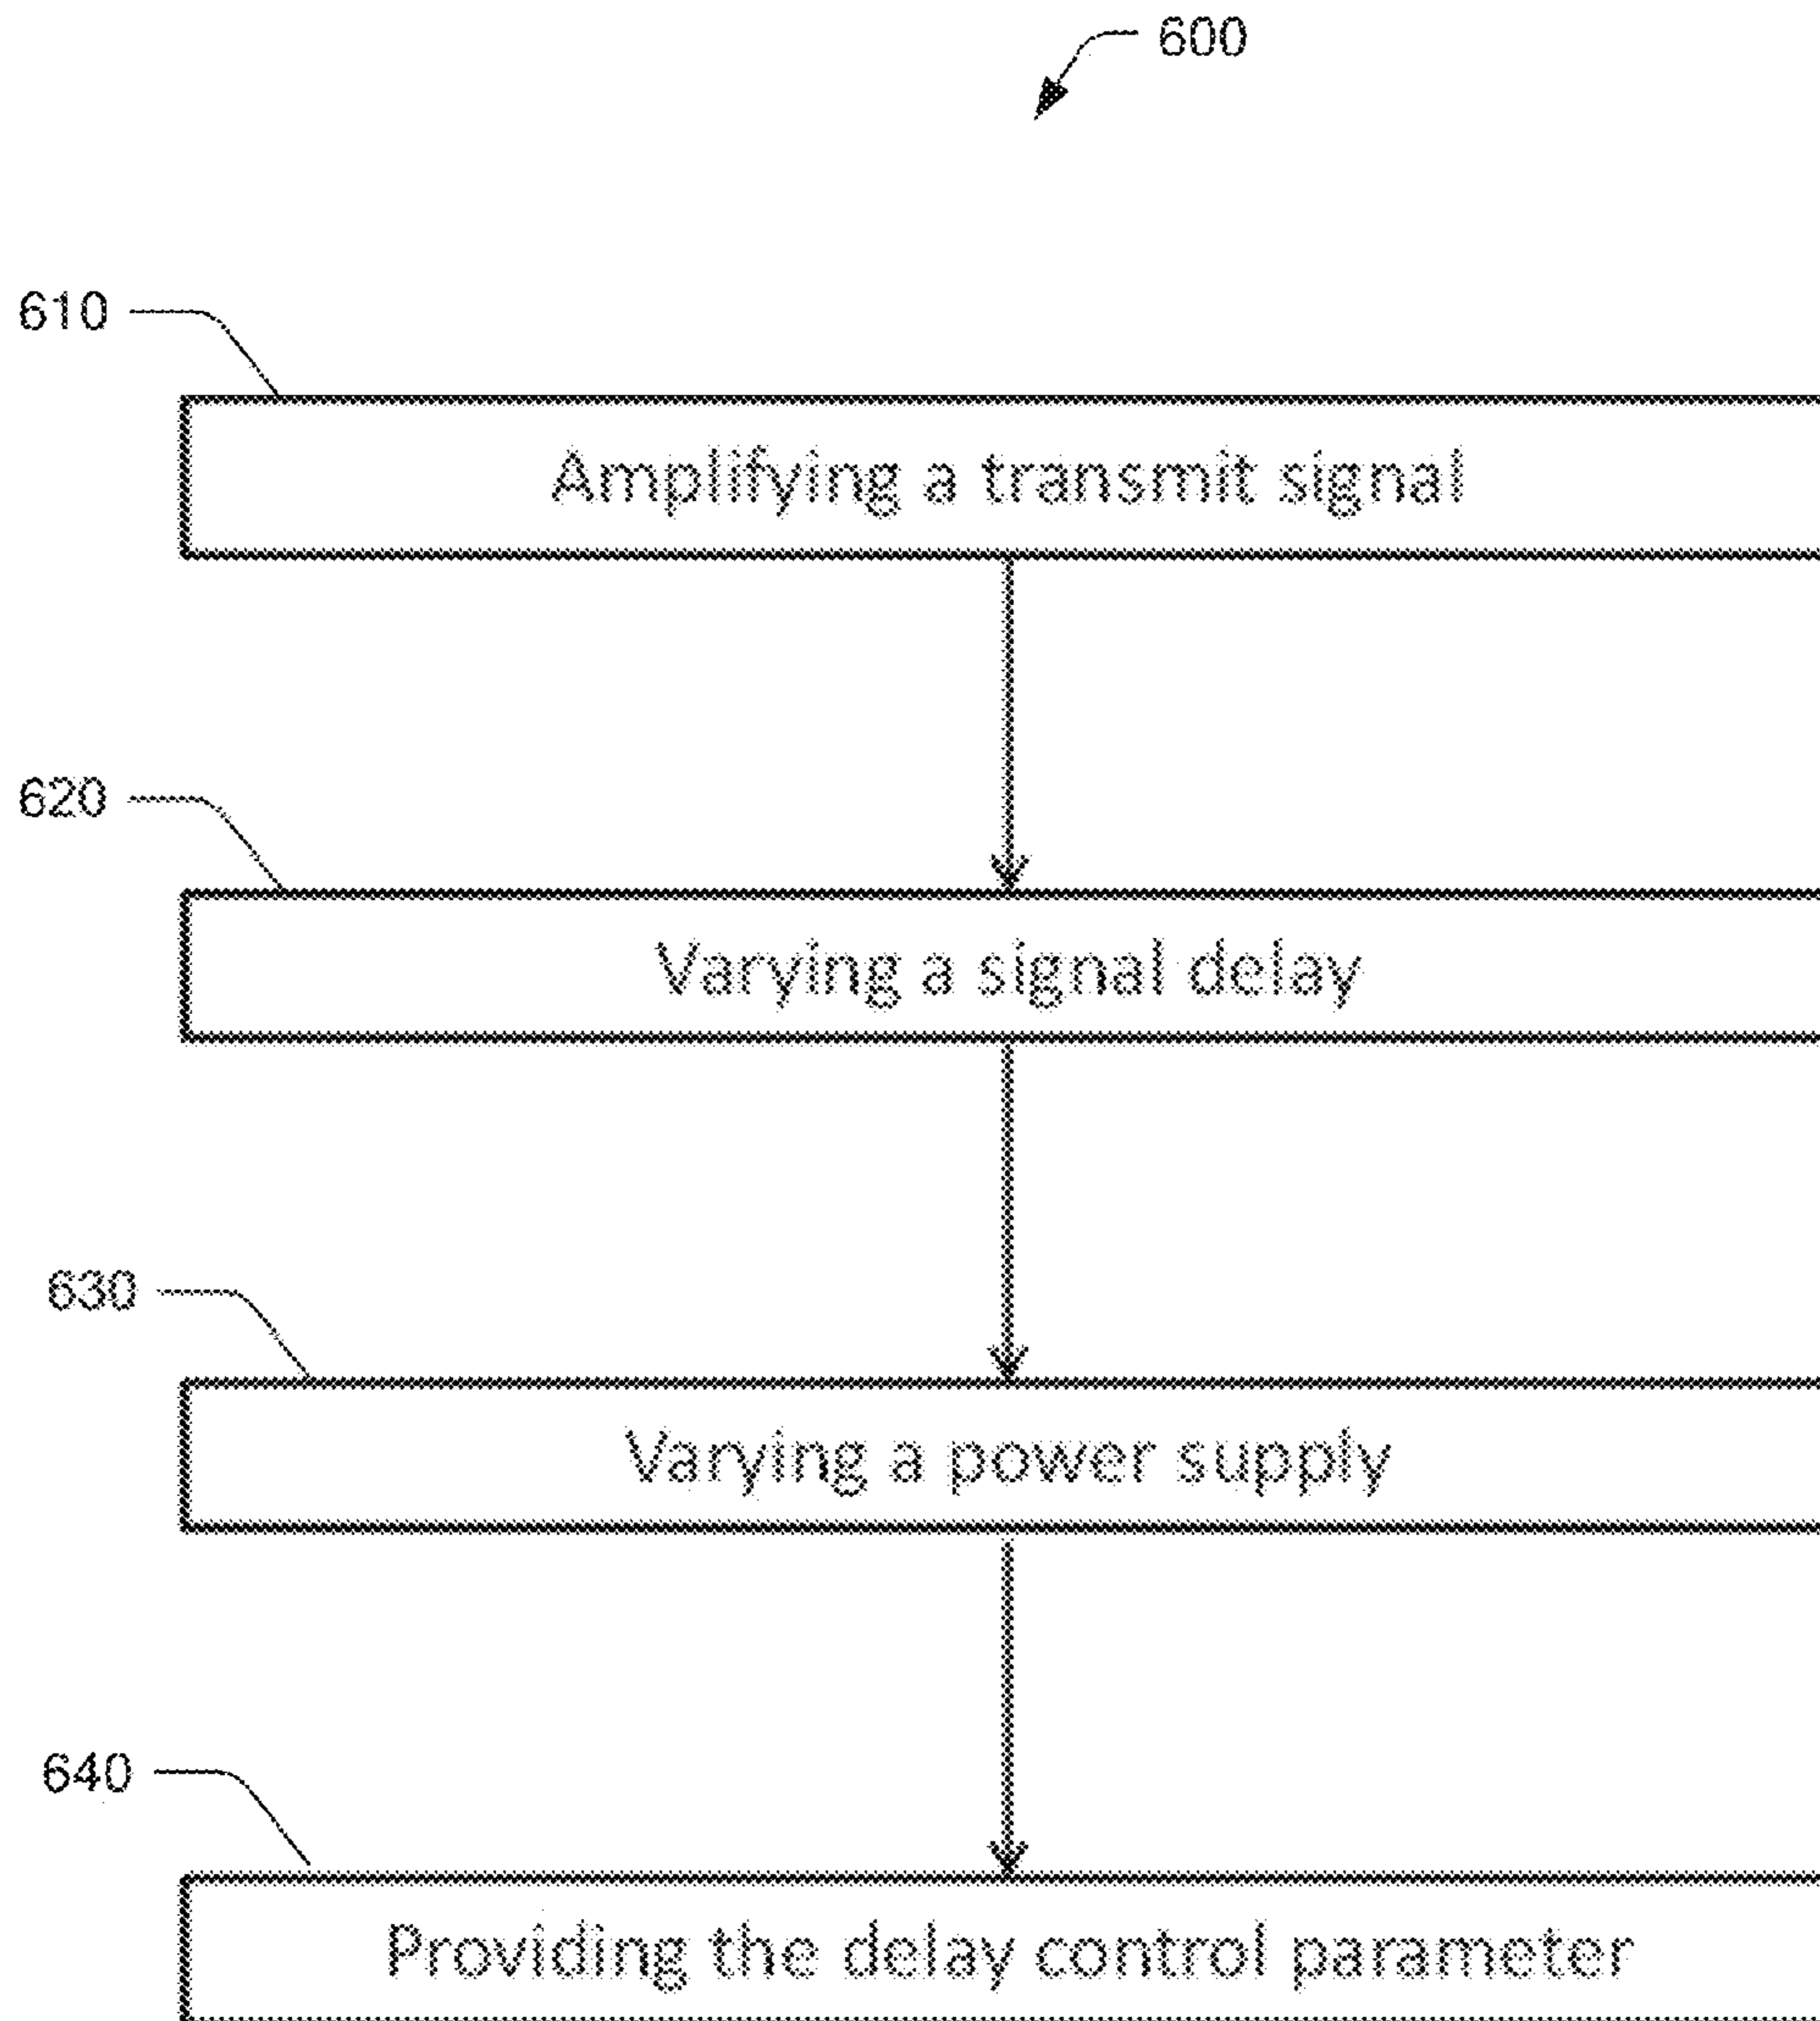 600
610
Amplifying a transmit signal
620
Varying a signal delay
630
Varying a power supply
640
Providing the delay control parameter